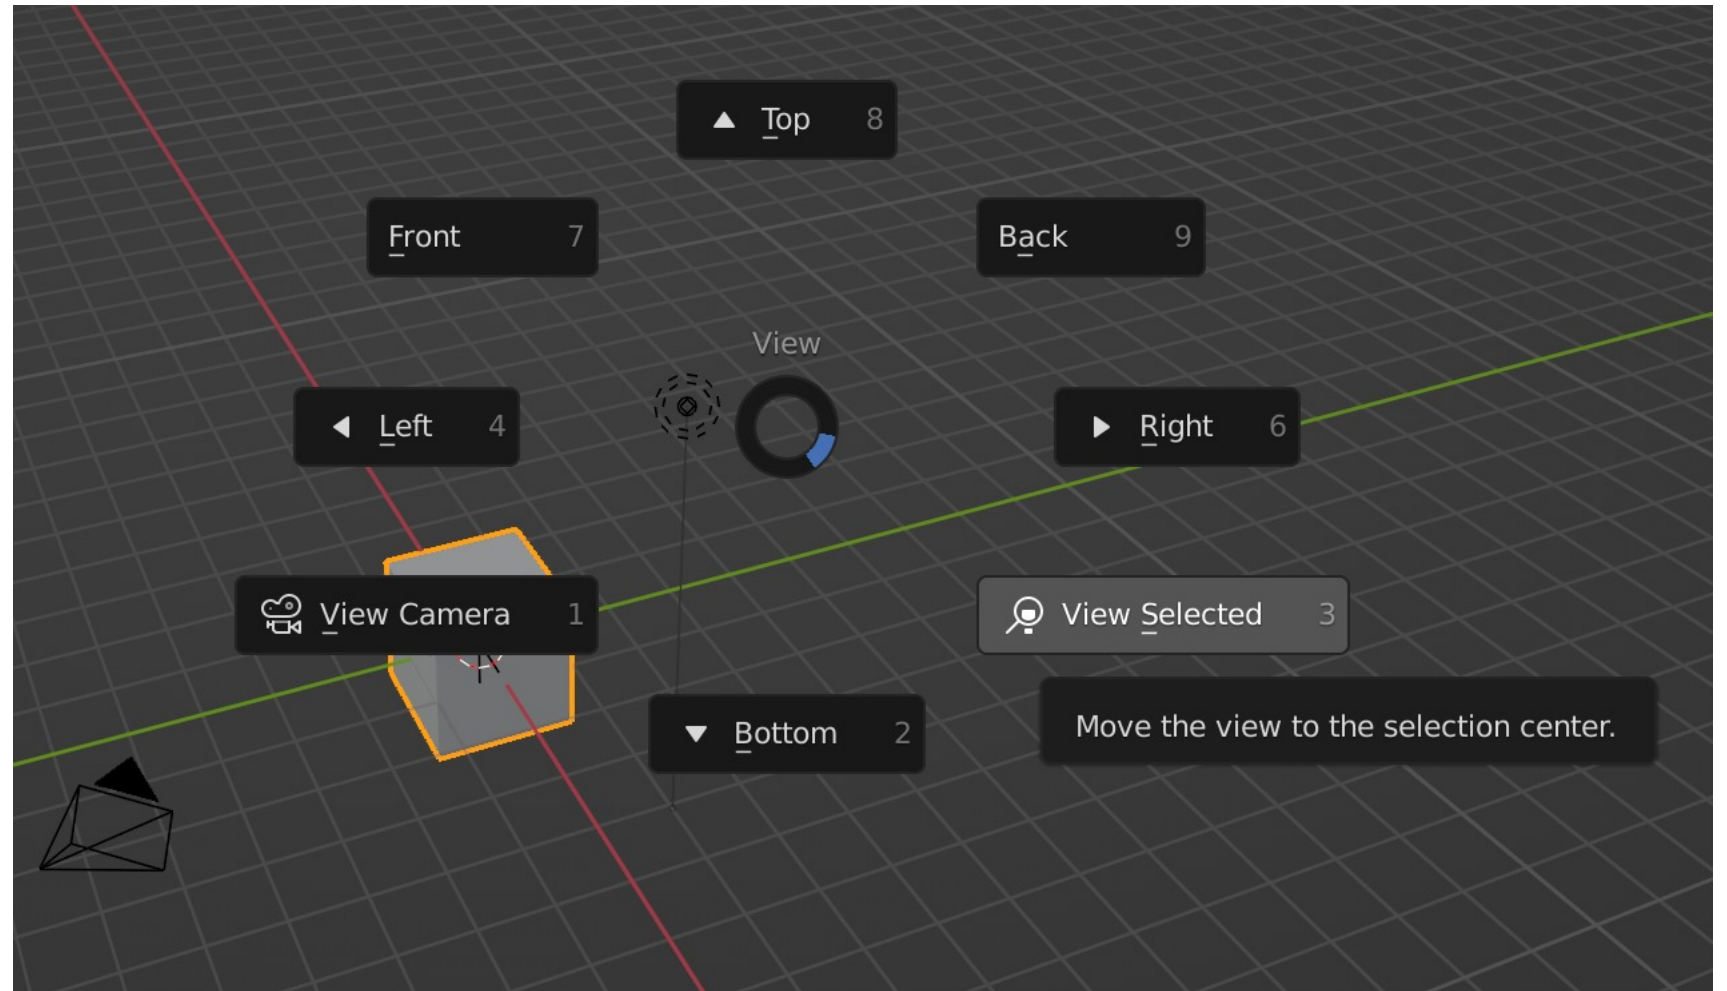 Top 8
Front 7
Back 9
View
Left 4
Right 6
View Camera 1
View Selected 3
Bottom 2
Move the view to the selection center.